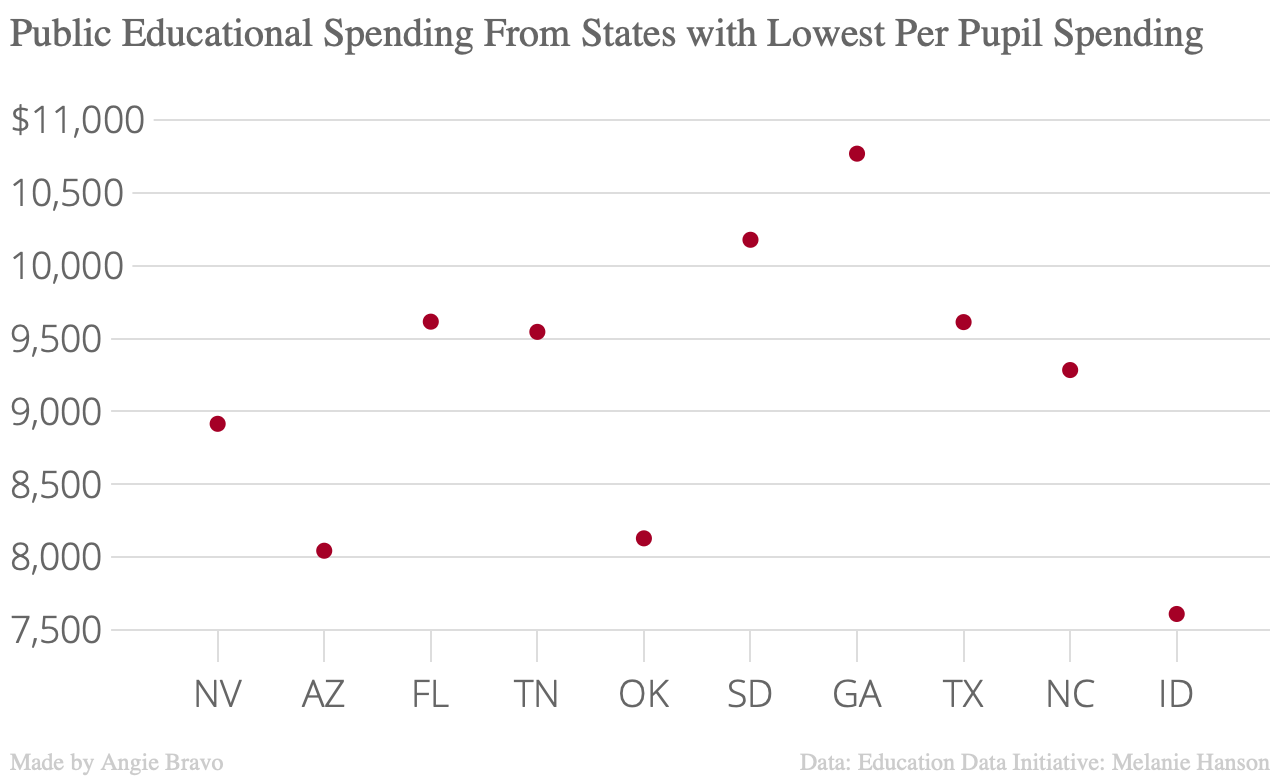 Public Educational Spending From States with Lowest Per Pupil Spending
$11,000
10,500
10,000
9,500
9,000
8,500
8,000
7,500
NV AZ FL TN OK SD GA TX NC ID
Made by Angie Bravo Data: Education Data Initiative: Melanie Hanson